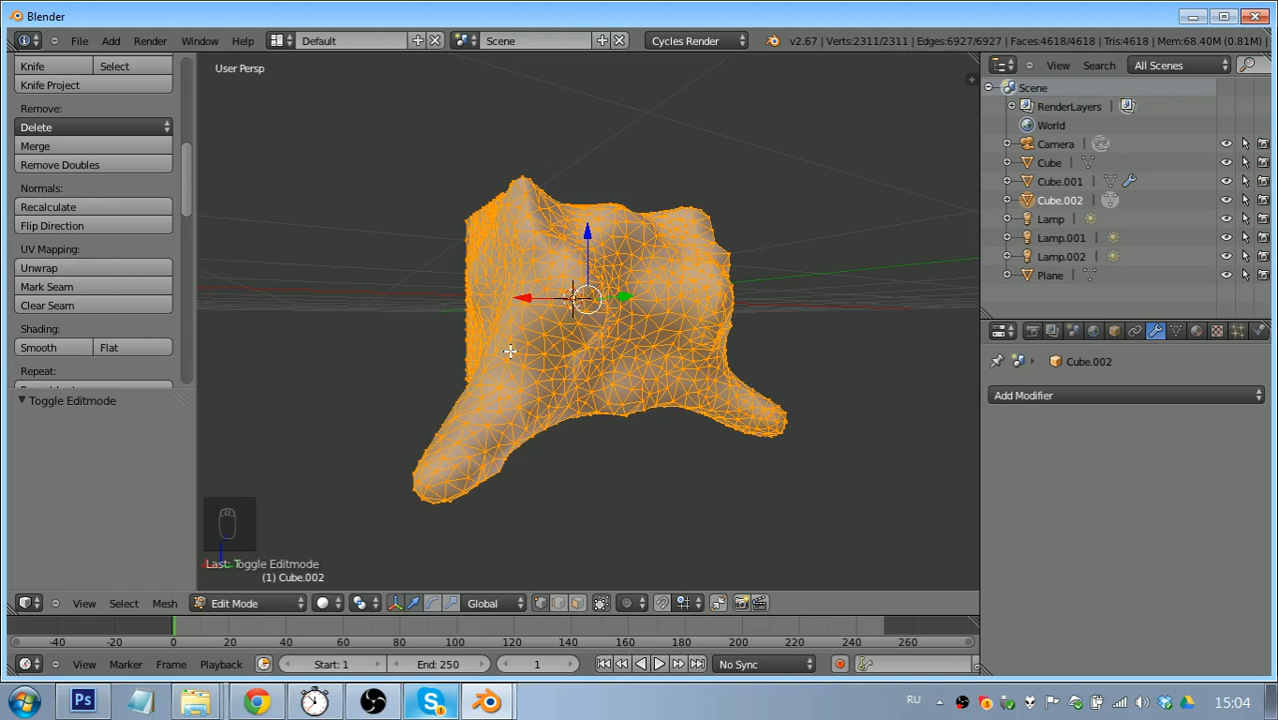 Blender
File Add Render Window Help Default Scene Cycles Render v2.67 | Verts:2311/2311 | Edges:6927/6927 | Faces:4618/4618 | Tris:4618 | Mem:68.40M (0.81M) |
Knife Select
Knife Project
Remove:
Delete
Merge
Remove Doubles
Normals:
Recalculate
Flip Direction
UV Mapping:
Unwrap
Mark Seam
Clear Seam
Shading:
Smooth Flat
Repeat:
Toggle Editmode
User Persp
Last: Toggle Editmode
(1) Cube.002
View Search All Scenes
Scene
RenderLayers
World
Camera
Cube
Cube.001
Cube.002
Lamp
Lamp.001
Lamp.002
Plane
Cube.002
Add Modifier
View Select Mesh Edit Mode Global
-40 -20 0 20 40 60 80 100 120 140 160 180 200 220 240 260
View Marker Frame Playback Start: 1 End: 250 1 No Sync
Ps RU 15:04